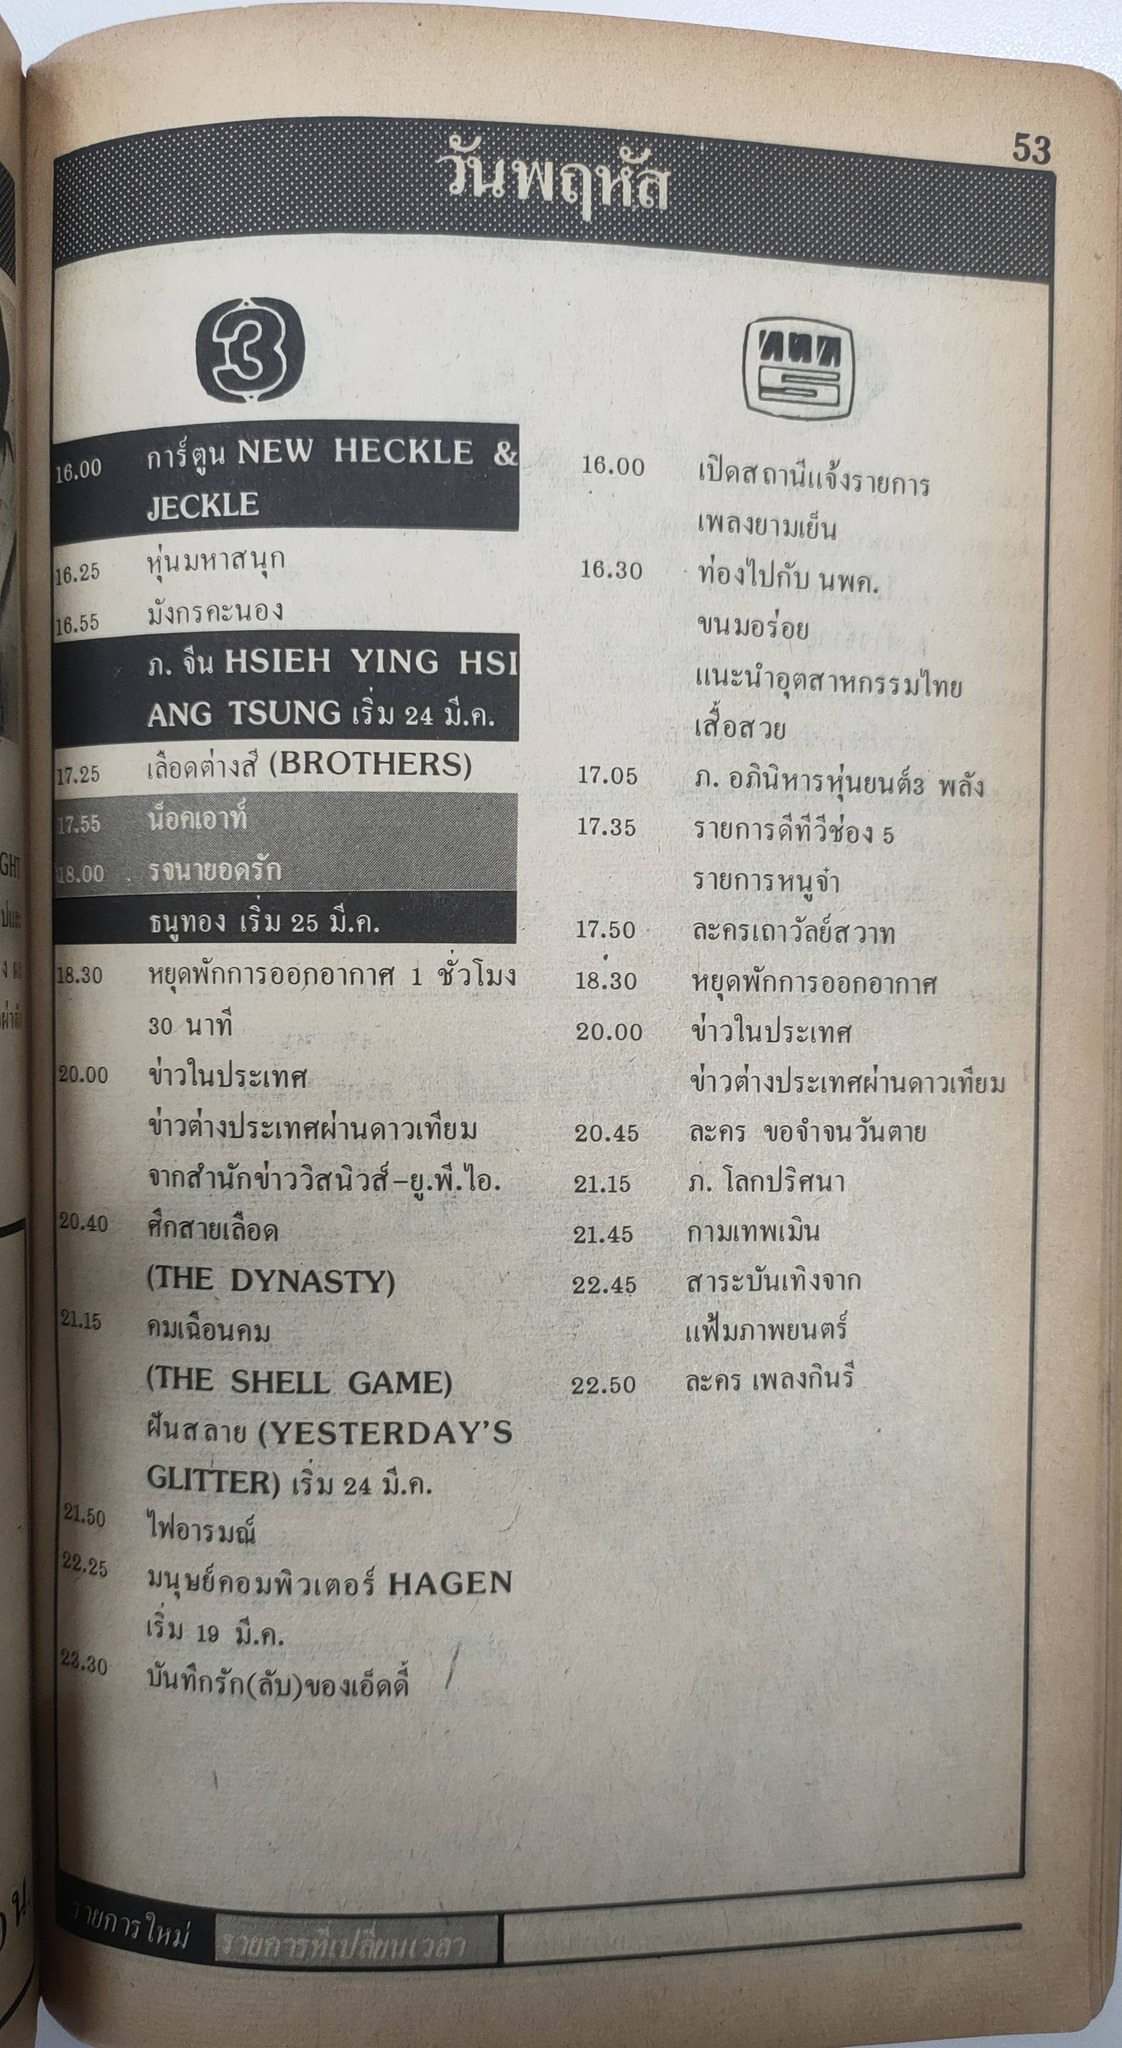 53
วันพฤหัส
3
16.00 การ์ตูน NEW HECKLE &
JECKLE
16.25 หุ่นมหาสนุก
16.55 มังกรคะนอง
ภ. จีน HSIEH YING HSI
ANG TSUNG เริ่ม 24 มี.ค.
17.25 เลือดต่างสี (BROTHERS)
17.55 น็อคเอาท์
18.00 รจนายอดรัก
ธนูทอง เริ่ม 25 มี.ค.
18.30 หยุดพักการออกอากาศ 1 ชั่วโมง
30 นาที
20.00 ข่าวในประเทศ
ข่าวต่างประเทศผ่านดาวเทียม
จากสำนักข่าววิสนิวส์-ยู.พี.ไอ.
20.40 ศึกสายเลือด
(THE DYNASTY)
21.15 คมเฉือนคม
(THE SHELL GAME)
ฝันสลาย (YESTERDAY'S
GLITTER) เริ่ม 24 มี.ค.
21.50 ไฟอารมณ์
22.25 มนุษย์คอมพิวเตอร์ HAGEN
เริ่ม 19 มี.ค.
23.30 บันทึกรัก(ลับ)ของเอ็ดดี้
ททท
5
16.00 เปิดสถานีแจ้งรายการ
เพลงยามเย็น
16.30 ท่องไปกับ นพค.
ขนมอร่อย
แนะนำอุตสาหกรรมไทย
เสื้อสวย
17.05 ภ. อภินิหารหุ่นยนต์3 พลัง
17.35 รายการดีทีวีช่อง 5
รายการหนูจ๋า
17.50 ละครเถาวัลย์สวาท
18.30 หยุดพักการออกอากาศ
20.00 ข่าวในประเทศ
ข่าวต่างประเทศผ่านดาวเทียม
20.45 ละคร ขอจำจนวันตาย
21.15 ภ. โลกปริศนา
21.45 กามเทพเมิน
22.45 สาระบันเทิงจาก
แฟ้มภาพยนตร์
22.50 ละคร เพลงกินรี
รายการใหม่ รายการที่เปลี่ยนเวลา